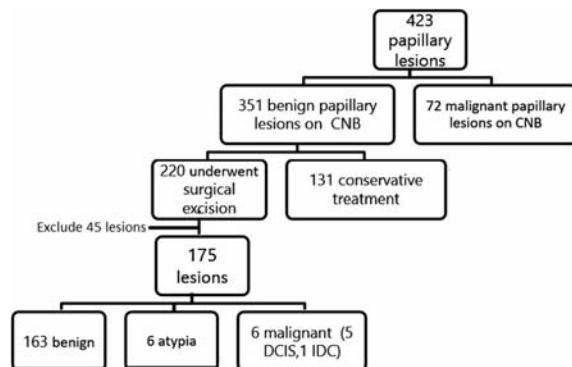 423
papillary
lesions
351 benign papillary
lesions on CNB
72 malignant papillary
lesions on CNB
220 underwent
surgical
excision
131 conservative
treatment
Exclude 45 lesions
175
lesions
163 benign
6 atypia
6 malignant (5
DCIS,1 IDC)